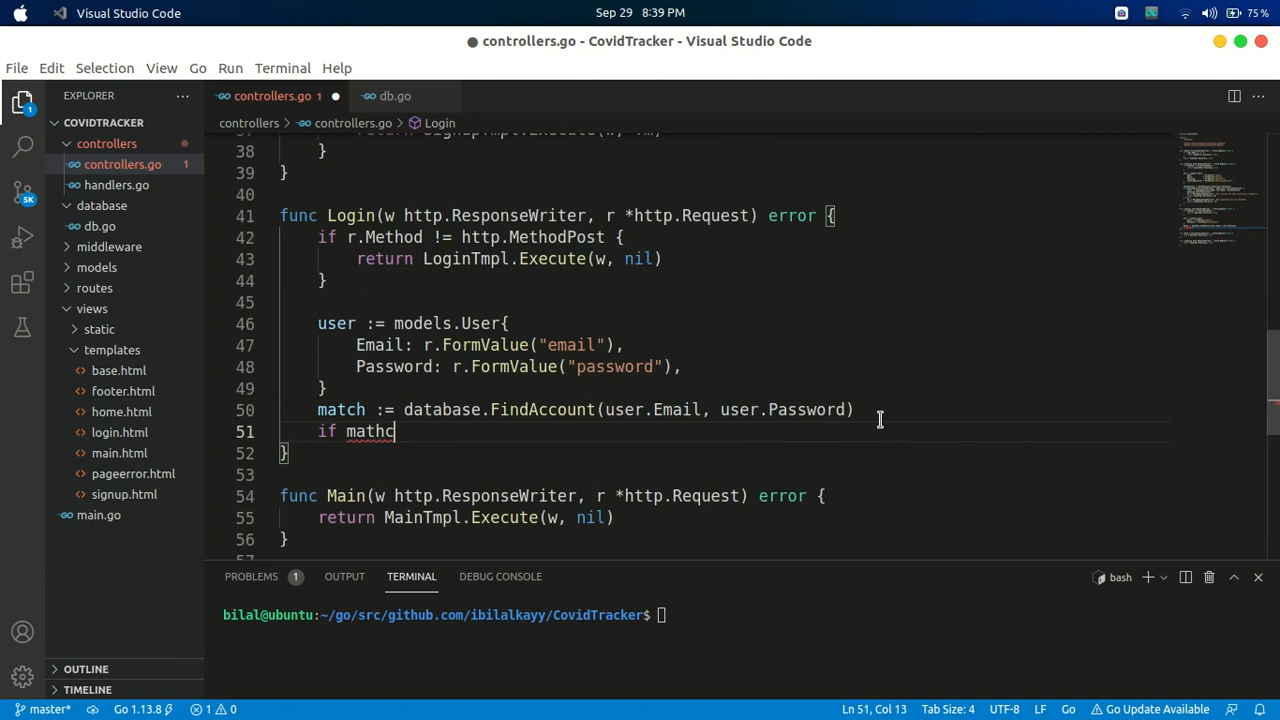 Visual Studio Code
Sep 29 8:39 PM
75 %
controllers.go - CovidTracker - Visual Studio Code
File Edit Selection View Go Run Terminal Help
EXPLORER
COVIDTRACKER
controllers
controllers.go 1
handlers.go
database
db.go
middleware
models
routes
views
static
templates
base.html
footer.html
home.html
login.html
main.html
pageerror.html
signup.html
main.go
OUTLINE
TIMELINE
1
5K
controllers.go 1
db.go
controllers > controllers.go > Login
38 }
39 }
40
41 func Login(w http.ResponseWriter, r *http.Request) error {
42 if r.Method != http.MethodPost {
43 return LoginTmpl.Execute(w, nil)
44 }
45
46 user := models.User{
47 Email: r.FormValue("email"),
48 Password: r.FormValue("password"),
49 }
50 match := database.FindAccount(user.Email, user.Password)
51 if mathc
52 }
53
54 func Main(w http.ResponseWriter, r *http.Request) error {
55 return MainTmpl.Execute(w, nil)
56 }
57
PROBLEMS 1 OUTPUT TERMINAL DEBUG CONSOLE
bash
bilal@ubuntu:~/go/src/github.com/ibilalkayy/CovidTracker$
master* Go 1.13.8 1 0 Ln 51, Col 13 Tab Size: 4 UTF-8 LF Go Go Update Available